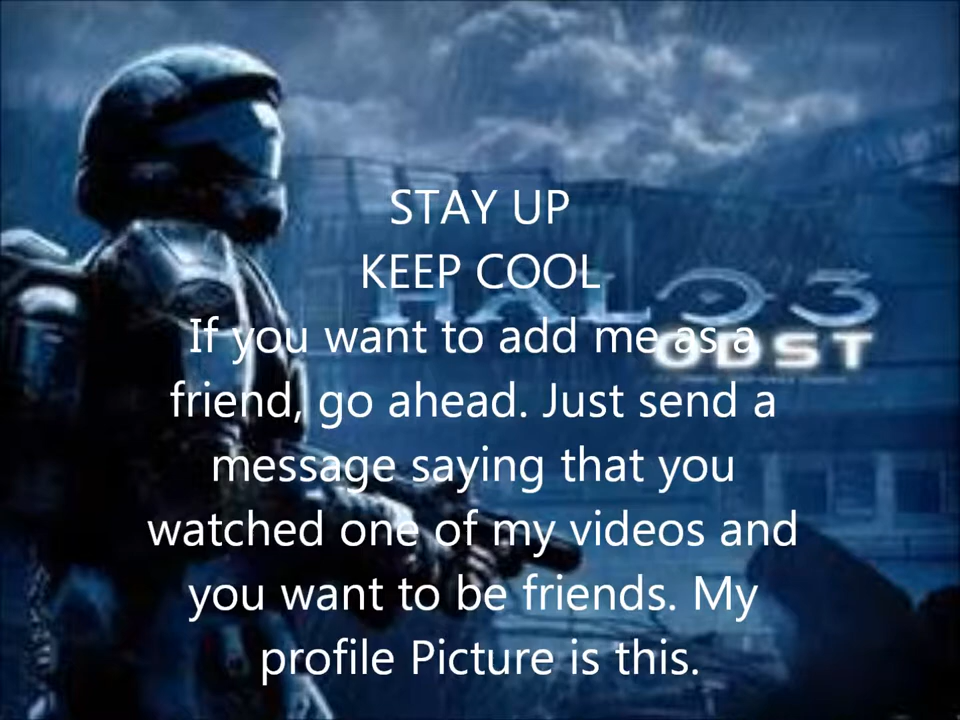 STAY UP
KEEP COOL
HALO 3
ODST
If you want to add me as a
friend, go ahead. Just send a
message saying that you
watched one of my videos and
you want to be friends. My
profile Picture is this.